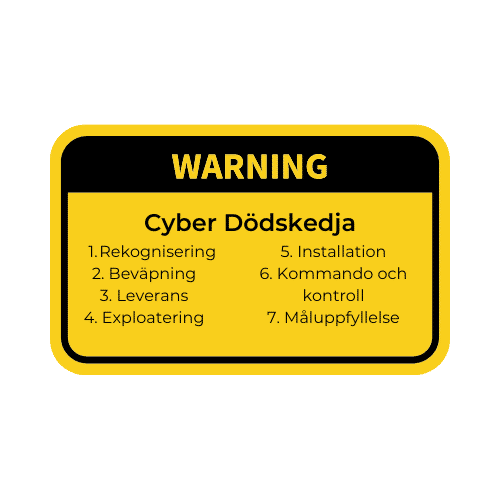 WARNING
Cyber Dödskedja
1.Rekognisering
2. Beväpning
3. Leverans
4. Exploatering
5. Installation
6. Kommando och
kontroll
7. Måluppfyllelse